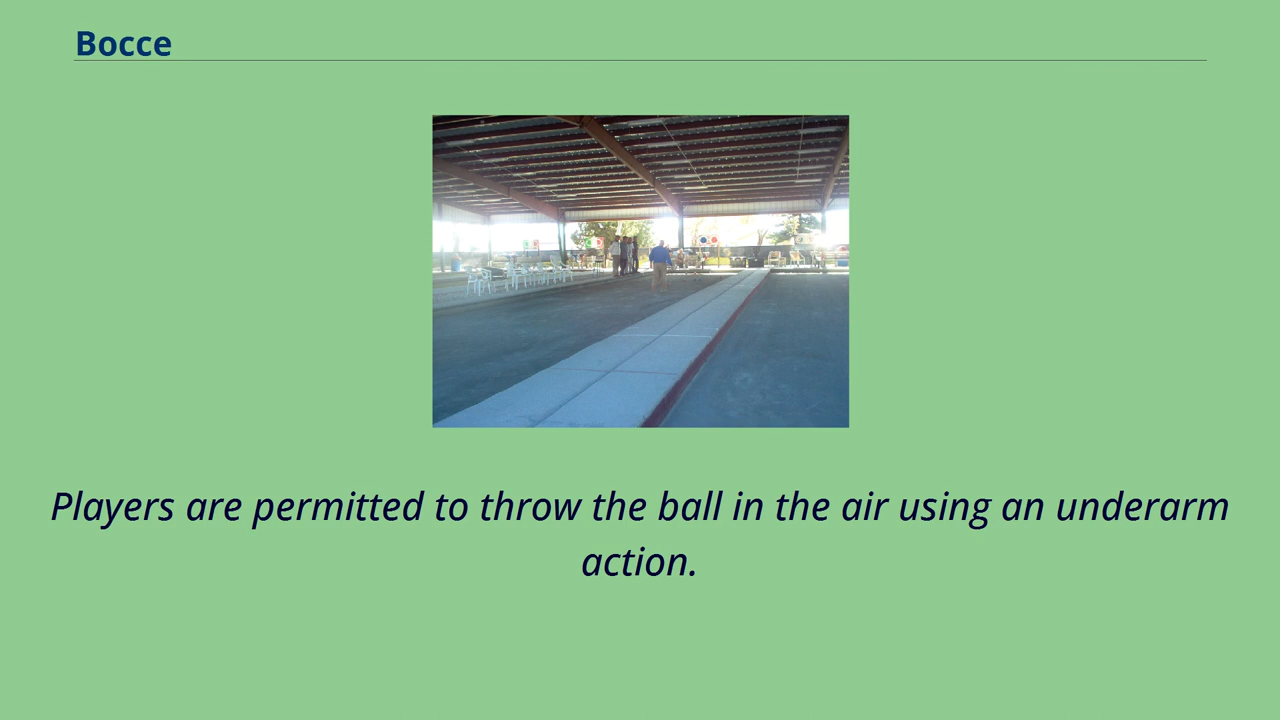 Bocce
Players are permitted to throw the ball in the air using an underarm
action.